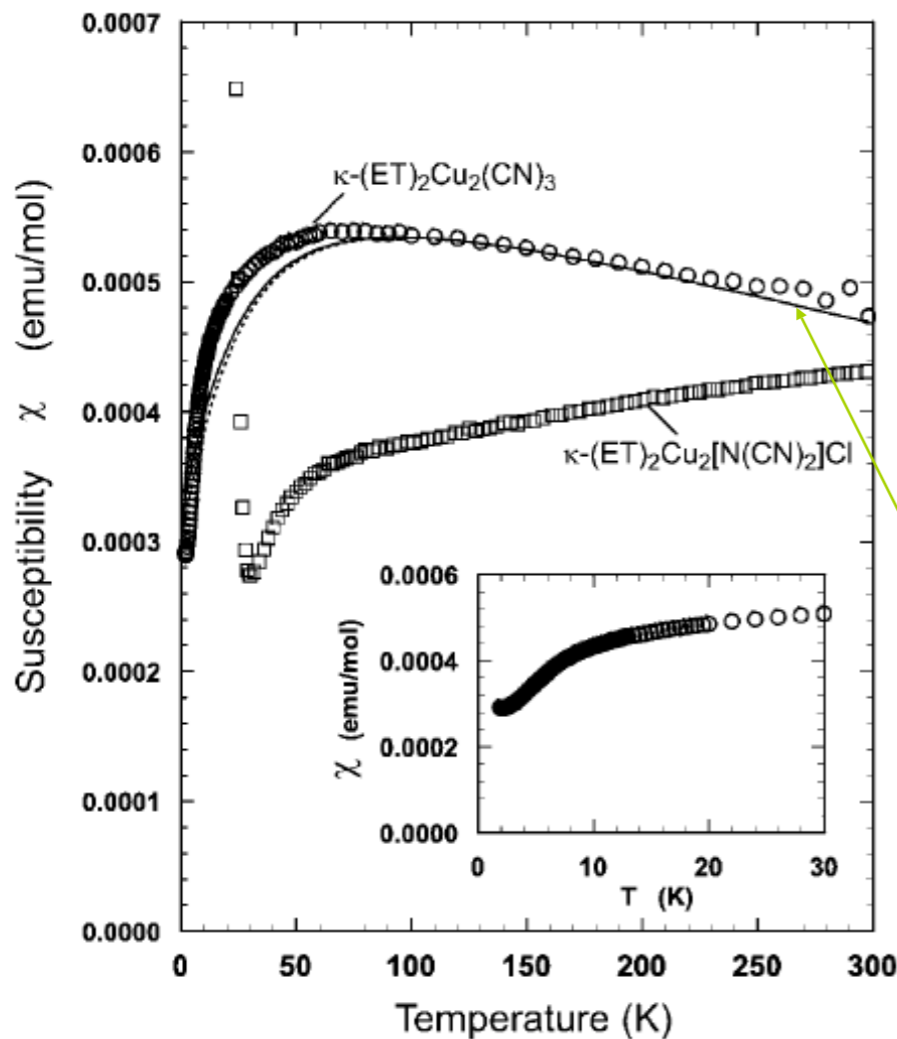 0.0007
0.0006
0.0005
0.0004
0.0003
0.0002
0.0001
0.0000
Susceptibility χ (emu/mol)
κ-(ET)₂Cu₂(CN)₃
κ-(ET)₂Cu₂[N(CN)₂]Cl
0.0006
0.0004
0.0002
0.0000
χ (emu/mol)
0 10 20 30
T (K)
0 50 100 150 200 250 300
Temperature (K)